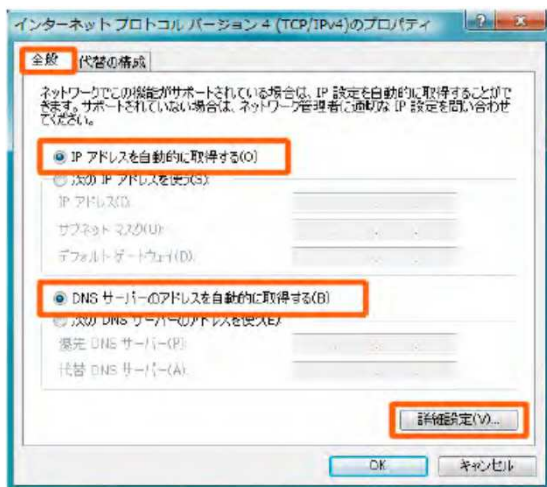 インターネット プロトコル バージョン 4 (TCP/IPv4)のプロパティ
全般
代替の構成
ネットワークでこの機能がサポートされている場合は、IP 設定を自動的に取得することがで
きます。サポートされていない場合は、ネットワーク管理者に適切な IP 設定を問い合わせ
てください。
IP アドレスを自動的に取得する(O)
次の IP アドレスを使う(S):
IP アドレス(I):
サブネット マスク(U):
デフォルト ゲートウェイ(D):
DNS サーバーのアドレスを自動的に取得する(B)
次の DNS サーバーのアドレスを使う(E):
優先 DNS サーバー(P):
代替 DNS サーバー(A):
詳細設定(V)...
OK
キャンセル